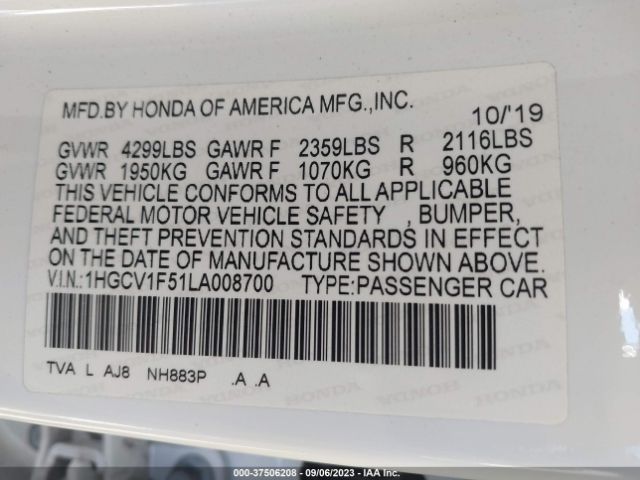 MFD.BY HONDA OF AMERICA MFG.,INC. 10/'19
GVWR 4299LBS GAWR F 2359LBS R 2116LBS
GVWR 1950KG GAWR F 1070KG R 960KG
THIS VEHICLE CONFORMS TO ALL APPLICABLE
FEDERAL MOTOR VEHICLE SAFETY , BUMPER,
AND THEFT PREVENTION STANDARDS IN EFFECT
ON THE DATE OF MANUFACTURE SHOWN ABOVE.
V.I.N.:1HGCV1F51LA008700 TYPE:PASSENGER CAR
TVA L AJ8 NH883P .A .A
HONDA HONDA HONDA
000-37506208 - 09/06/2023 - IAA Inc.